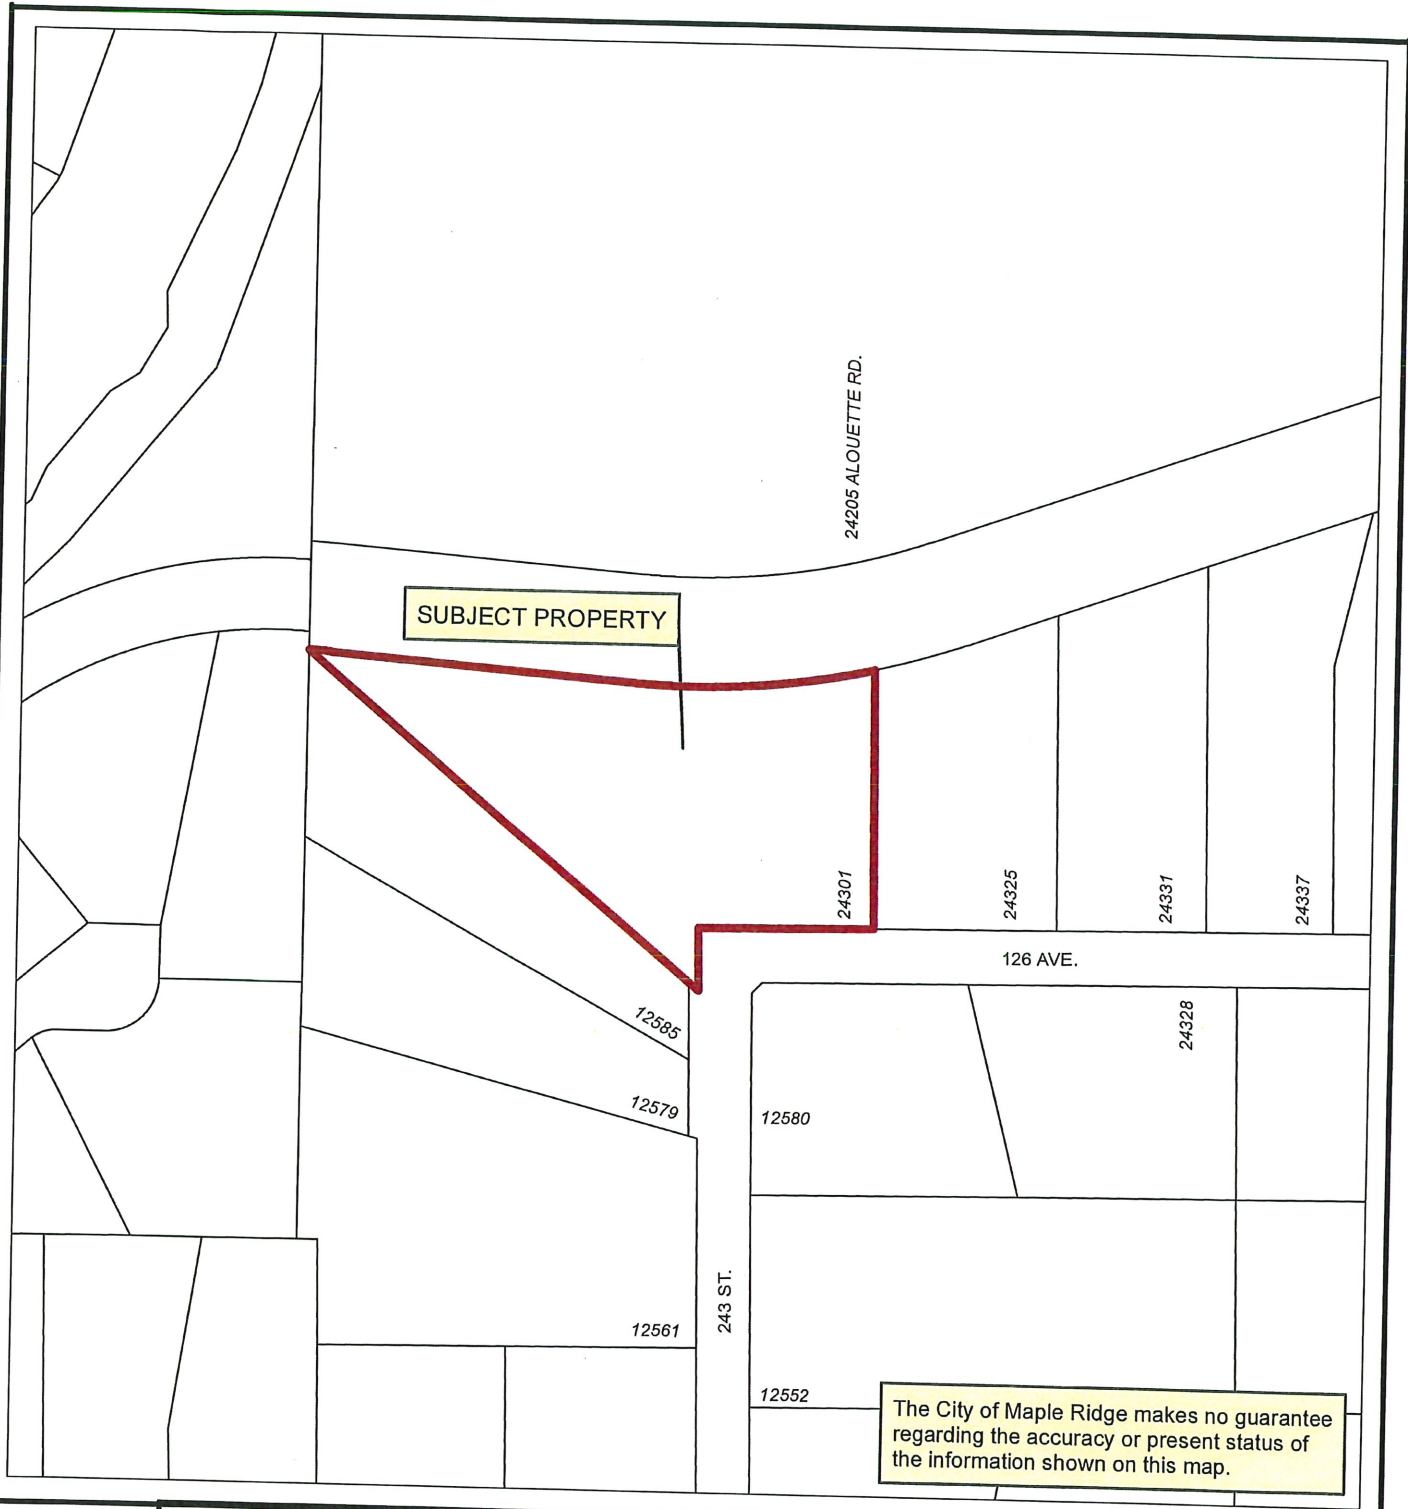 24205 ALOUETTE RD.
SUBJECT PROPERTY
24301
24325
24331
24337
126 AVE.
12585
24328
12579
12580
243 ST.
12561
12552
The City of Maple Ridge makes no guarantee
regarding the accuracy or present status of
the information shown on this map.